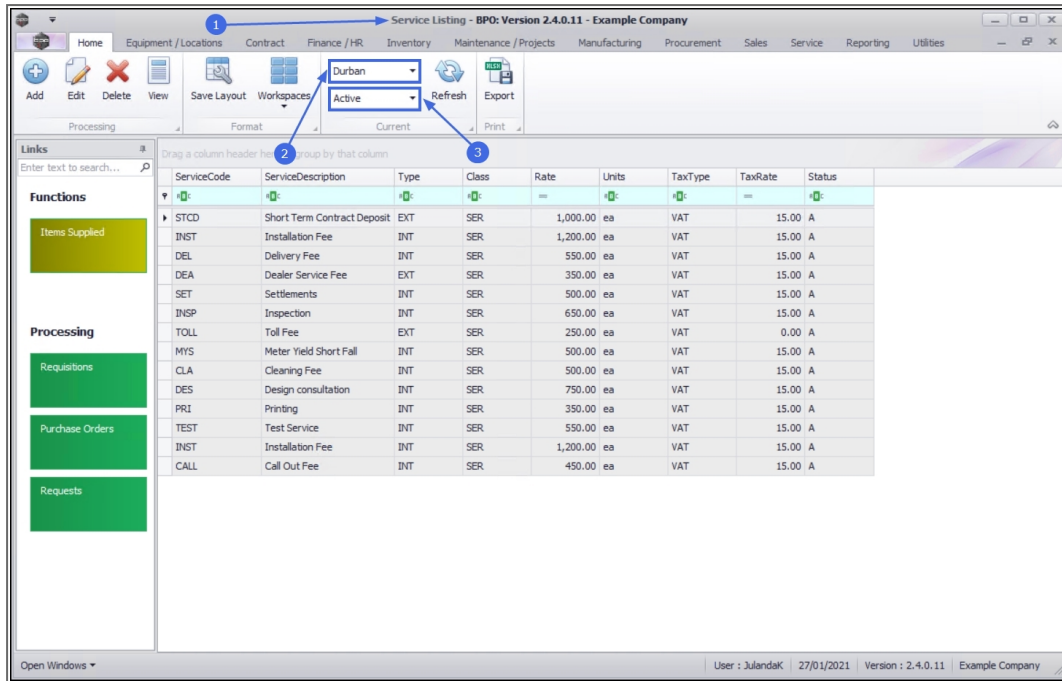 1
Service Listing - BPO: Version 2.4.0.11 - Example Company
Home Equipment / Locations Contract Finance / HR Inventory Maintenance / Projects Manufacturing Procurement Sales Service Reporting Utilities
Durban
Active
Add Edit Delete View Save Layout Workspaces Refresh Export
Processing Format Current Print
2 3
Links
Enter text to search...
Functions
Items Supplied
Processing
Requisitions
Purchase Orders
Requests
Drag a column header here group by that column
ServiceCode ServiceDescription Type Class Rate Units TaxType TaxRate Status
STCD Short Term Contract Deposit EXT SER 1,000.00 ea VAT 15.00 A
INST Installation Fee INT SER 1,200.00 ea VAT 15.00 A
DEL Delivery Fee INT SER 550.00 ea VAT 15.00 A
DEA Dealer Service Fee EXT SER 350.00 ea VAT 15.00 A
SET Settlements INT SER 500.00 ea VAT 15.00 A
INSP Inspection INT SER 650.00 ea VAT 15.00 A
TOLL Toll Fee EXT SER 250.00 ea VAT 0.00 A
MYS Meter Yield Short Fall INT SER 500.00 ea VAT 15.00 A
CLA Cleaning Fee INT SER 500.00 ea VAT 15.00 A
DES Design consultation INT SER 750.00 ea VAT 15.00 A
PRI Printing INT SER 350.00 ea VAT 15.00 A
TEST Test Service INT SER 550.00 ea VAT 15.00 A
INST Installation Fee INT SER 1,200.00 ea VAT 15.00 A
CALL Call Out Fee INT SER 450.00 ea VAT 15.00 A
Open Windows User : JulandaK 27/01/2021 Version : 2.4.0.11 Example Company